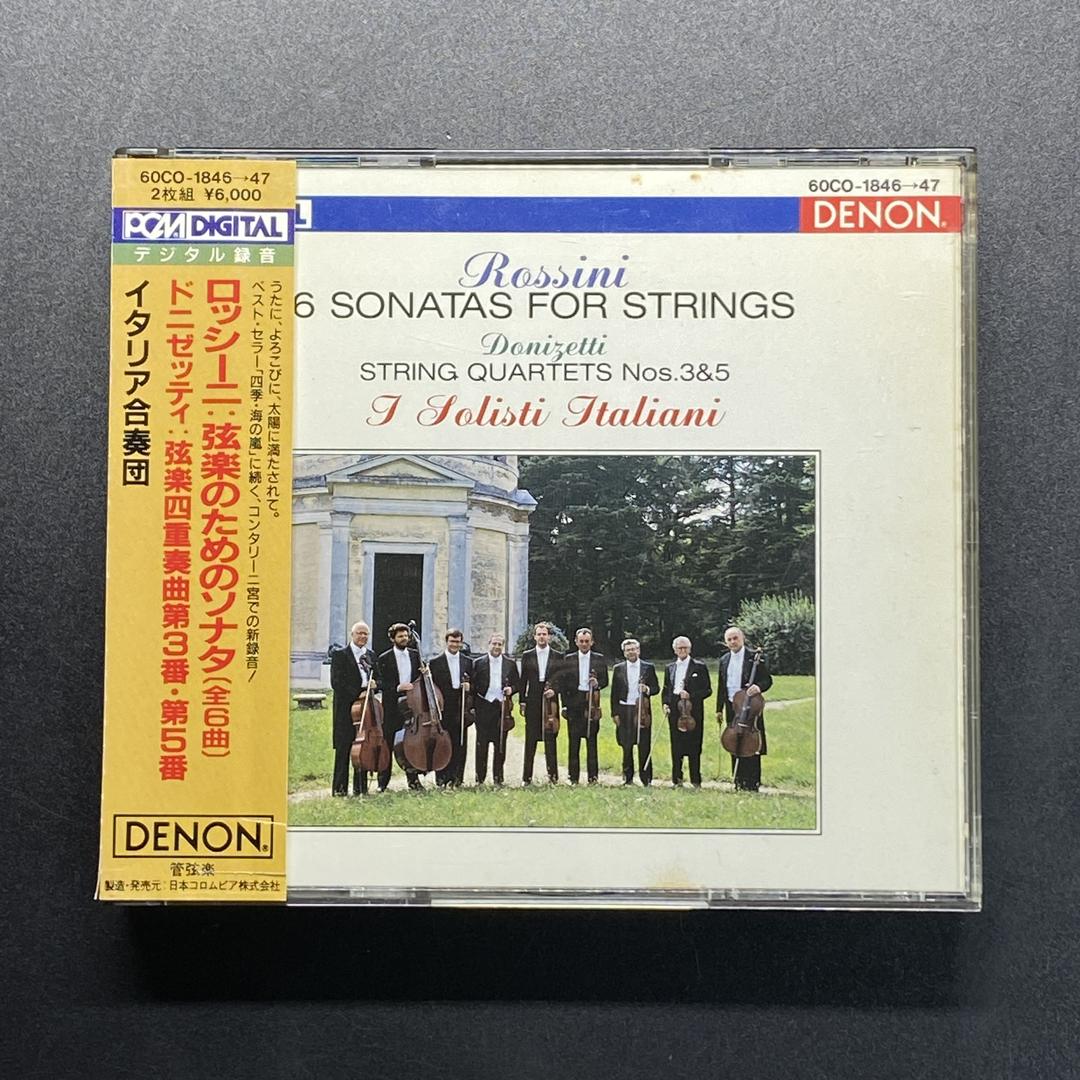 60CO-1846→47
2枚組 ¥6,000
PCM DIGITAL
デジタル録音
うたに、よろこびに、太陽に満たされて。
ベスト・セラー「四季・海の嵐」に続く、コンタリーニ宮での新録音!
ロッシーニ:弦楽のためのソナタ(全6曲)
ドニゼッティ:弦楽四重奏曲第3番・第5番
イタリア合奏団
DENON®
管弦楽
製造・発売元:日本コロムビア株式会社
60CO-1846→47
DENON®
Rossini
6 SONATAS FOR STRINGS
Donizetti
STRING QUARTETS Nos.3&5
I Solisti Italiani